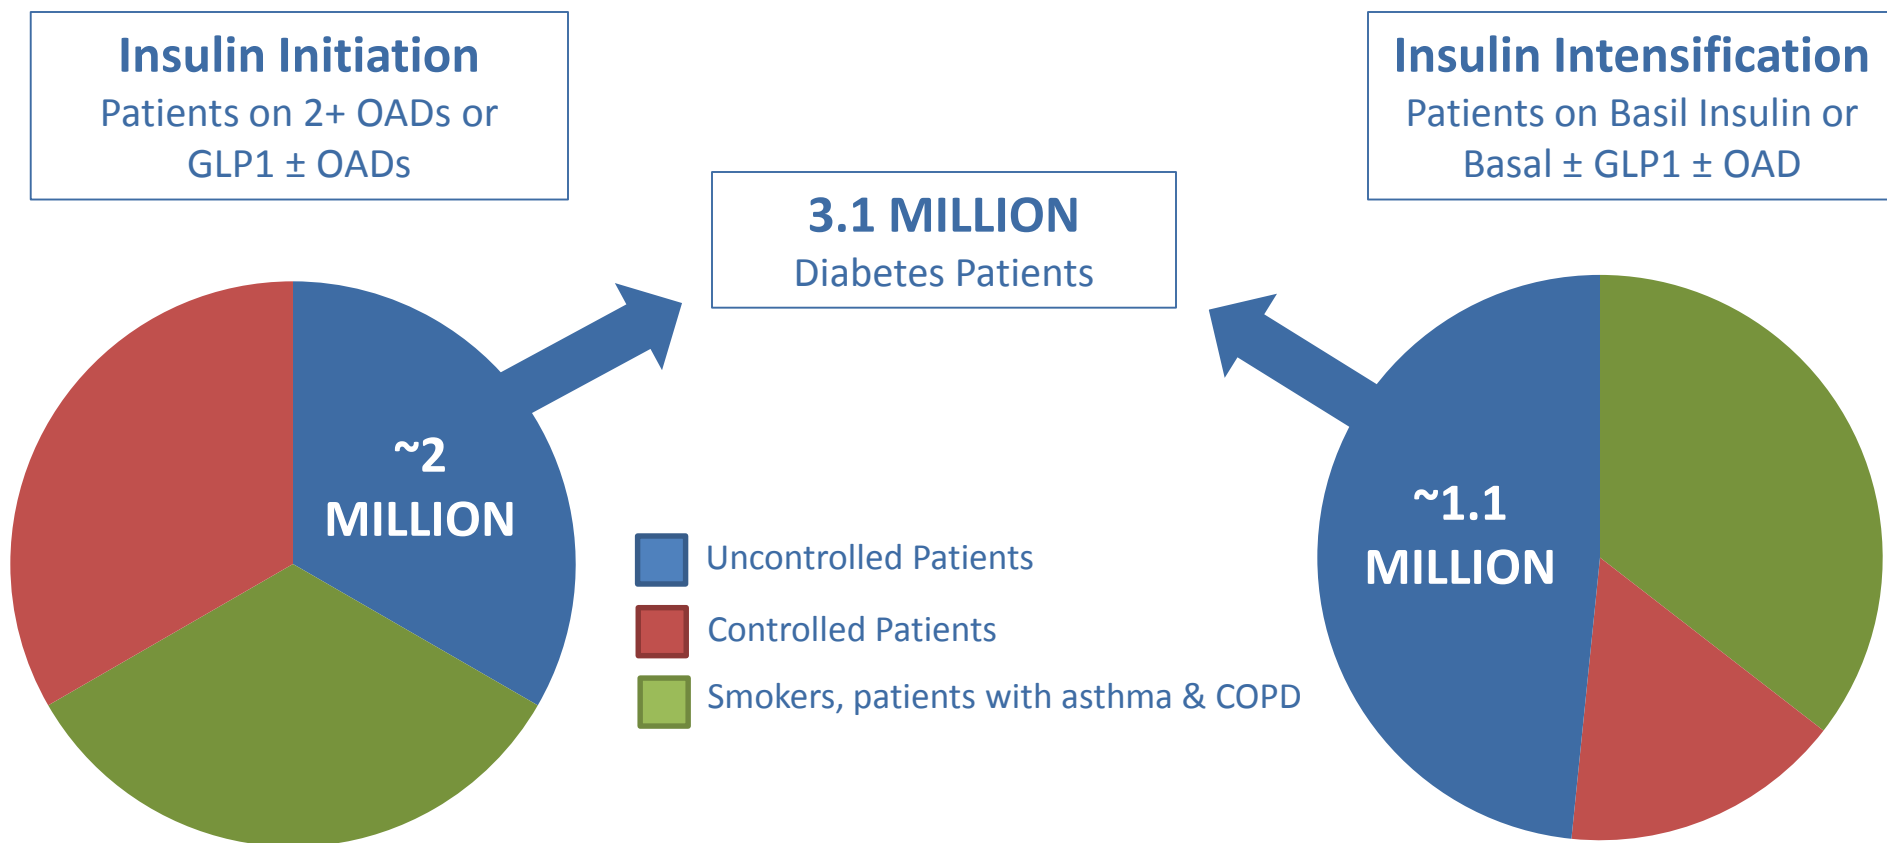 Insulin Initiation
Patients on 2+ OADs or
GLP1 ± OADs
Insulin Intensification
Patients on Basil Insulin or
Basal ± GLP1 ± OAD
3.1 MILLION
Diabetes Patients
~2
MILLION
~1.1
MILLION
Uncontrolled Patients
Controlled Patients
Smokers, patients with asthma & COPD